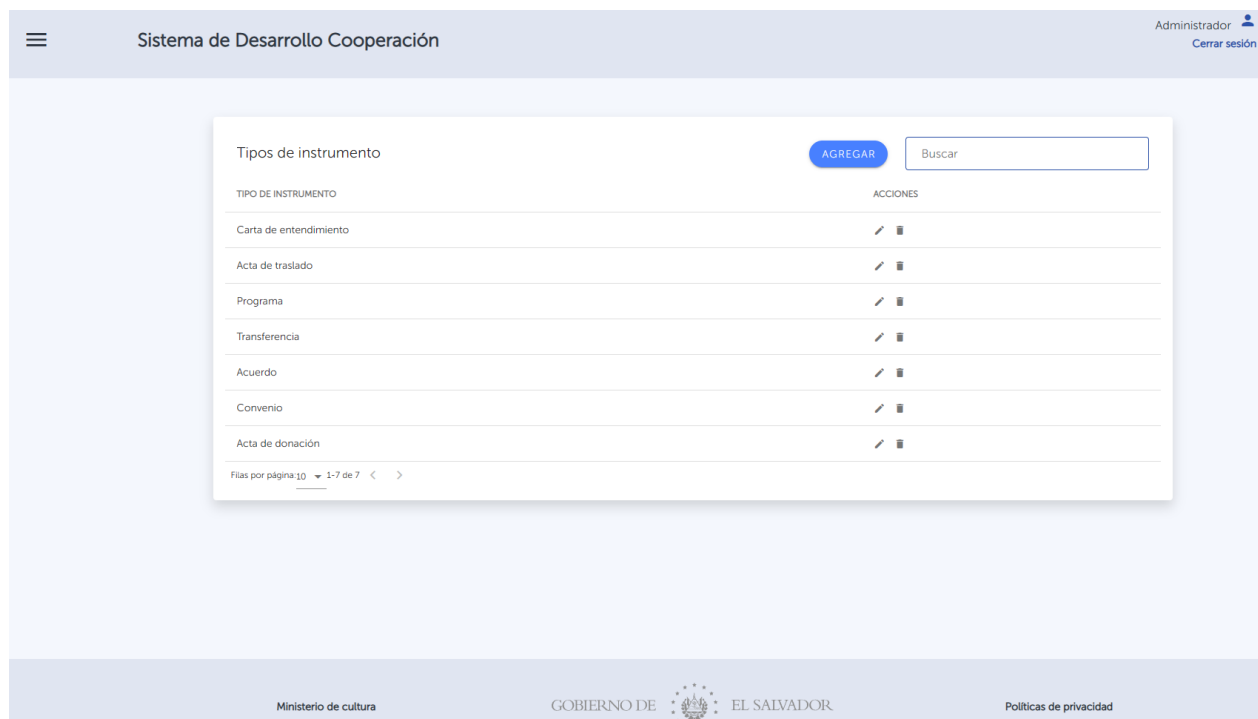 Administrador
Sistema de Desarrollo Cooperación
Cerrar sesión
Tipos de instrumento
AGREGAR
Buscar
TIPO DE INSTRUMENTO ACCIONES
Carta de entendimiento
Acta de traslado
Programa
Transferencia
Acuerdo
Convenio
Acta de donación
Filas por página:10 1-7 de 7
Ministerio de cultura
GOBIERNO DE EL SALVADOR
Políticas de privacidad